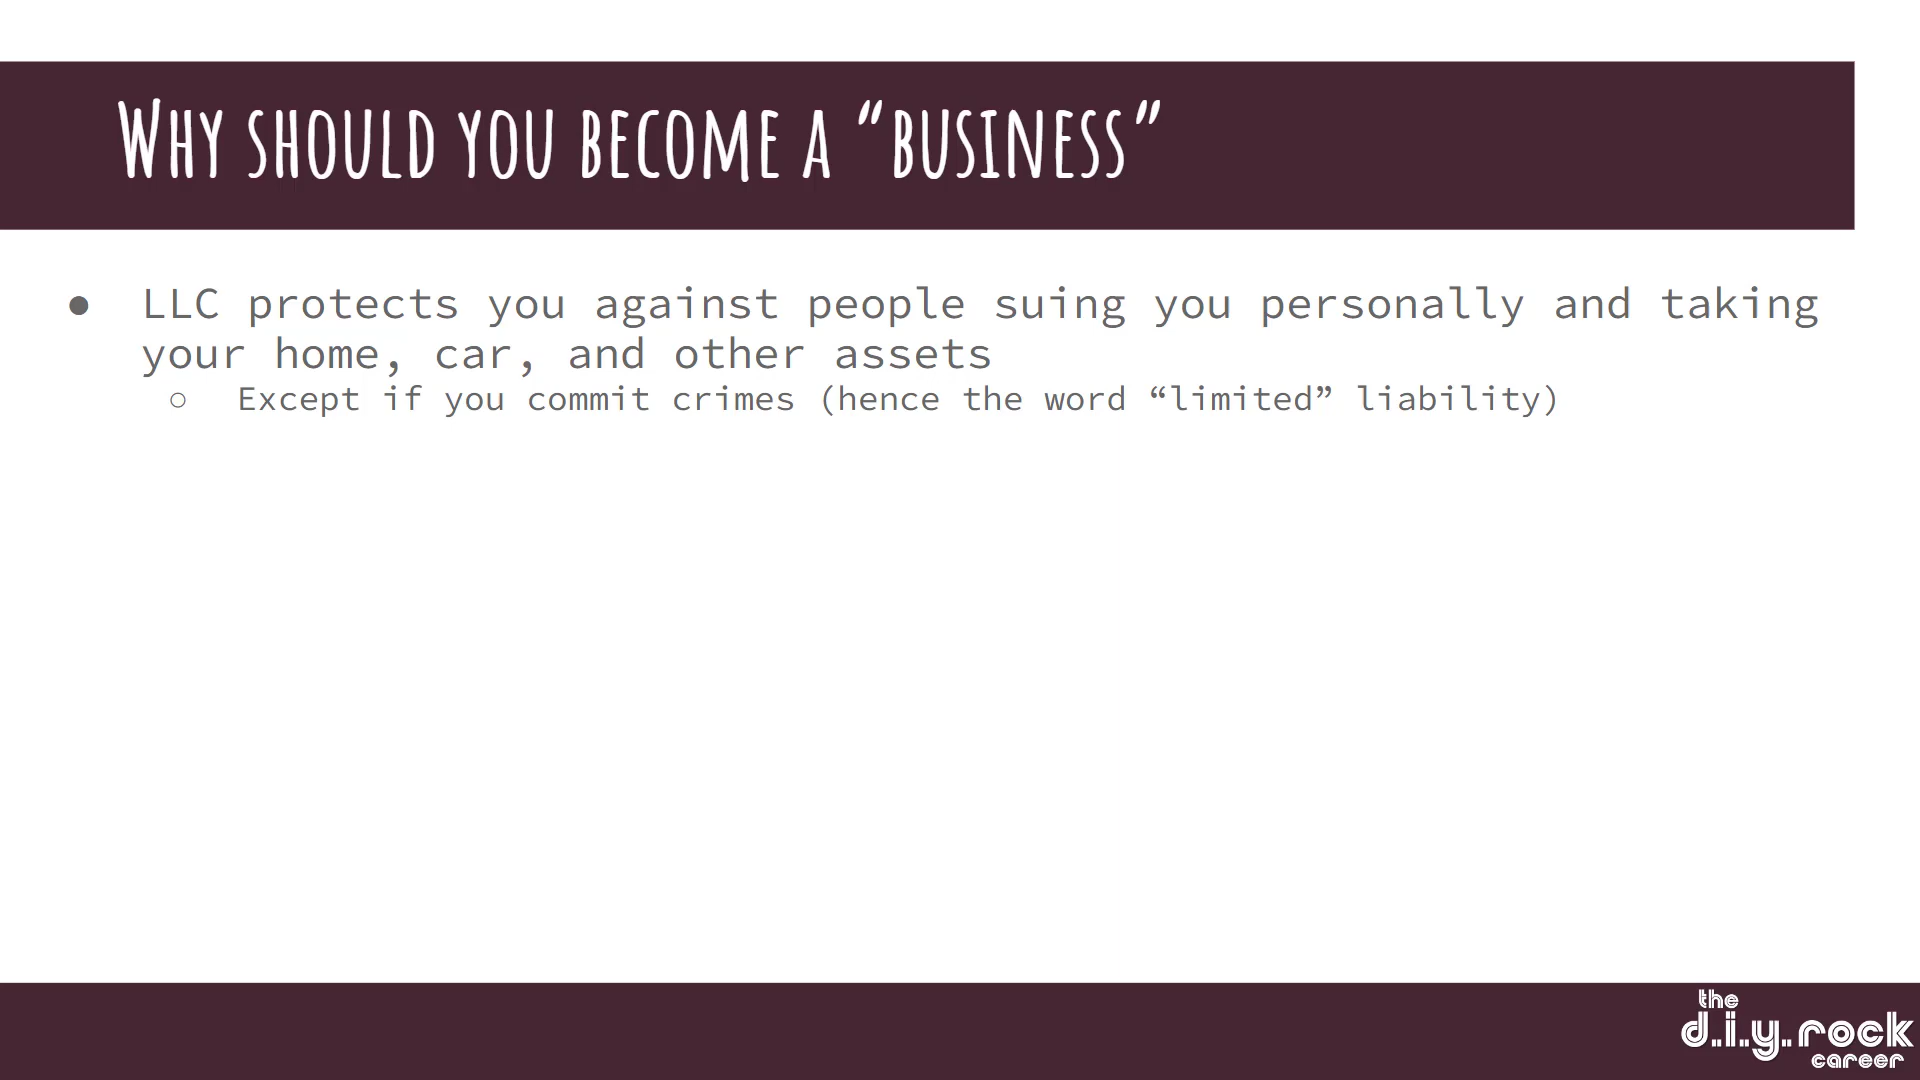 Why should you become a “business”
● LLC protects you against people suing you personally and taking
your home, car, and other assets
○ Except if you commit crimes (hence the word “limited” liability)
the
d.i.y. rock
career